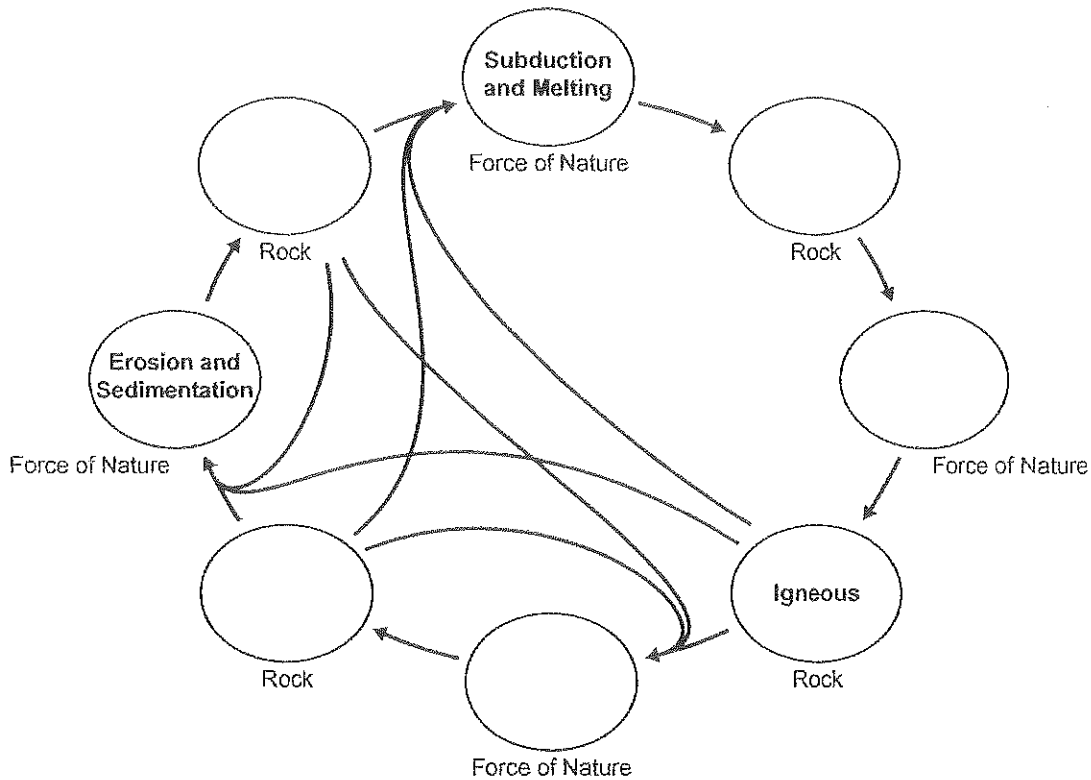 Subduction
and Melting
Force of Nature
Rock
Force of Nature
Igneous
Rock
Force of Nature
Rock
Erosion and
Sedimentation
Force of Nature
Rock